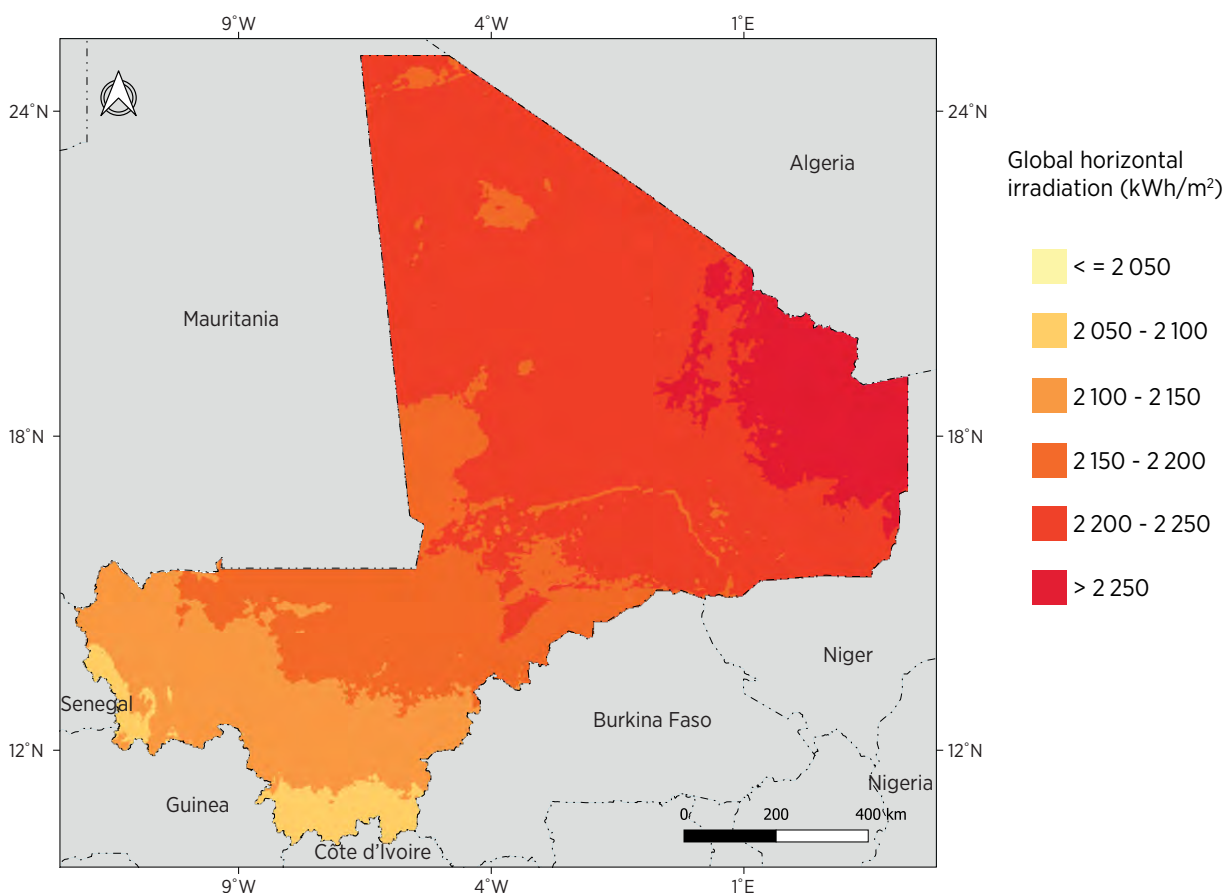 9°W 4°W 1°E
24°N 24°N
Algeria
Mauritania
18°N 18°N
Niger
Senegal
Burkina Faso
12°N 12°N
Nigeria
Guinea
0 200 400 km
Côte d'Ivoire
9°W 4°W 1°E
Global horizontal
irradiation (kWh/m²)
< = 2 050
2 050 - 2 100
2 100 - 2 150
2 150 - 2 200
2 200 - 2 250
> 2 250